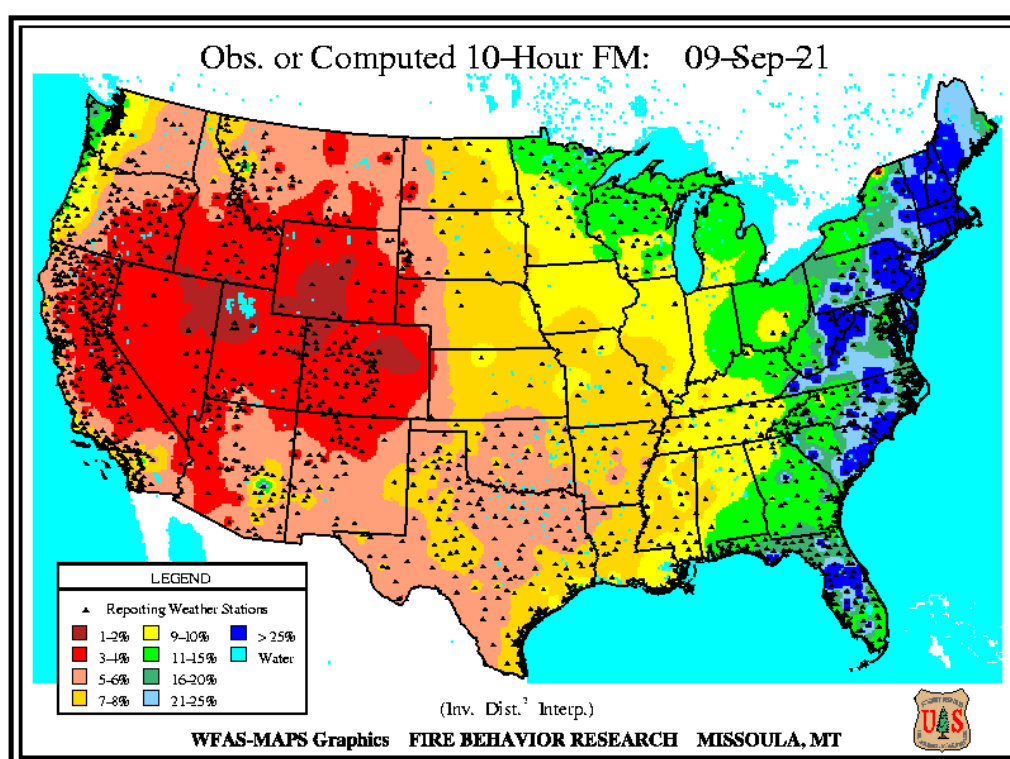 Obs. or Computed 10-Hour FM: 09-Sep-21
LEGEND
Reporting Weather Stations
1-2%
3-4%
5-6%
7-8%
9-10%
11-15%
16-20%
21-25%
> 25%
Water
(Inv. Dist.² Interp.)
WFAS-MAPS Graphics FIRE BEHAVIOR RESEARCH MISSOULA, MT
U S